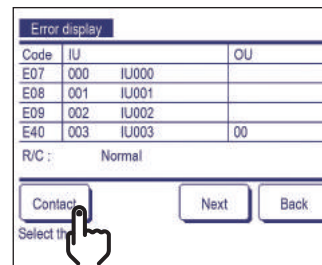 Error display
Code IU OU
E07 000 IU000
E08 001 IU001
E09 002 IU002
E40 003 IU003 00
R/C : Normal
Contact Next Back
Select